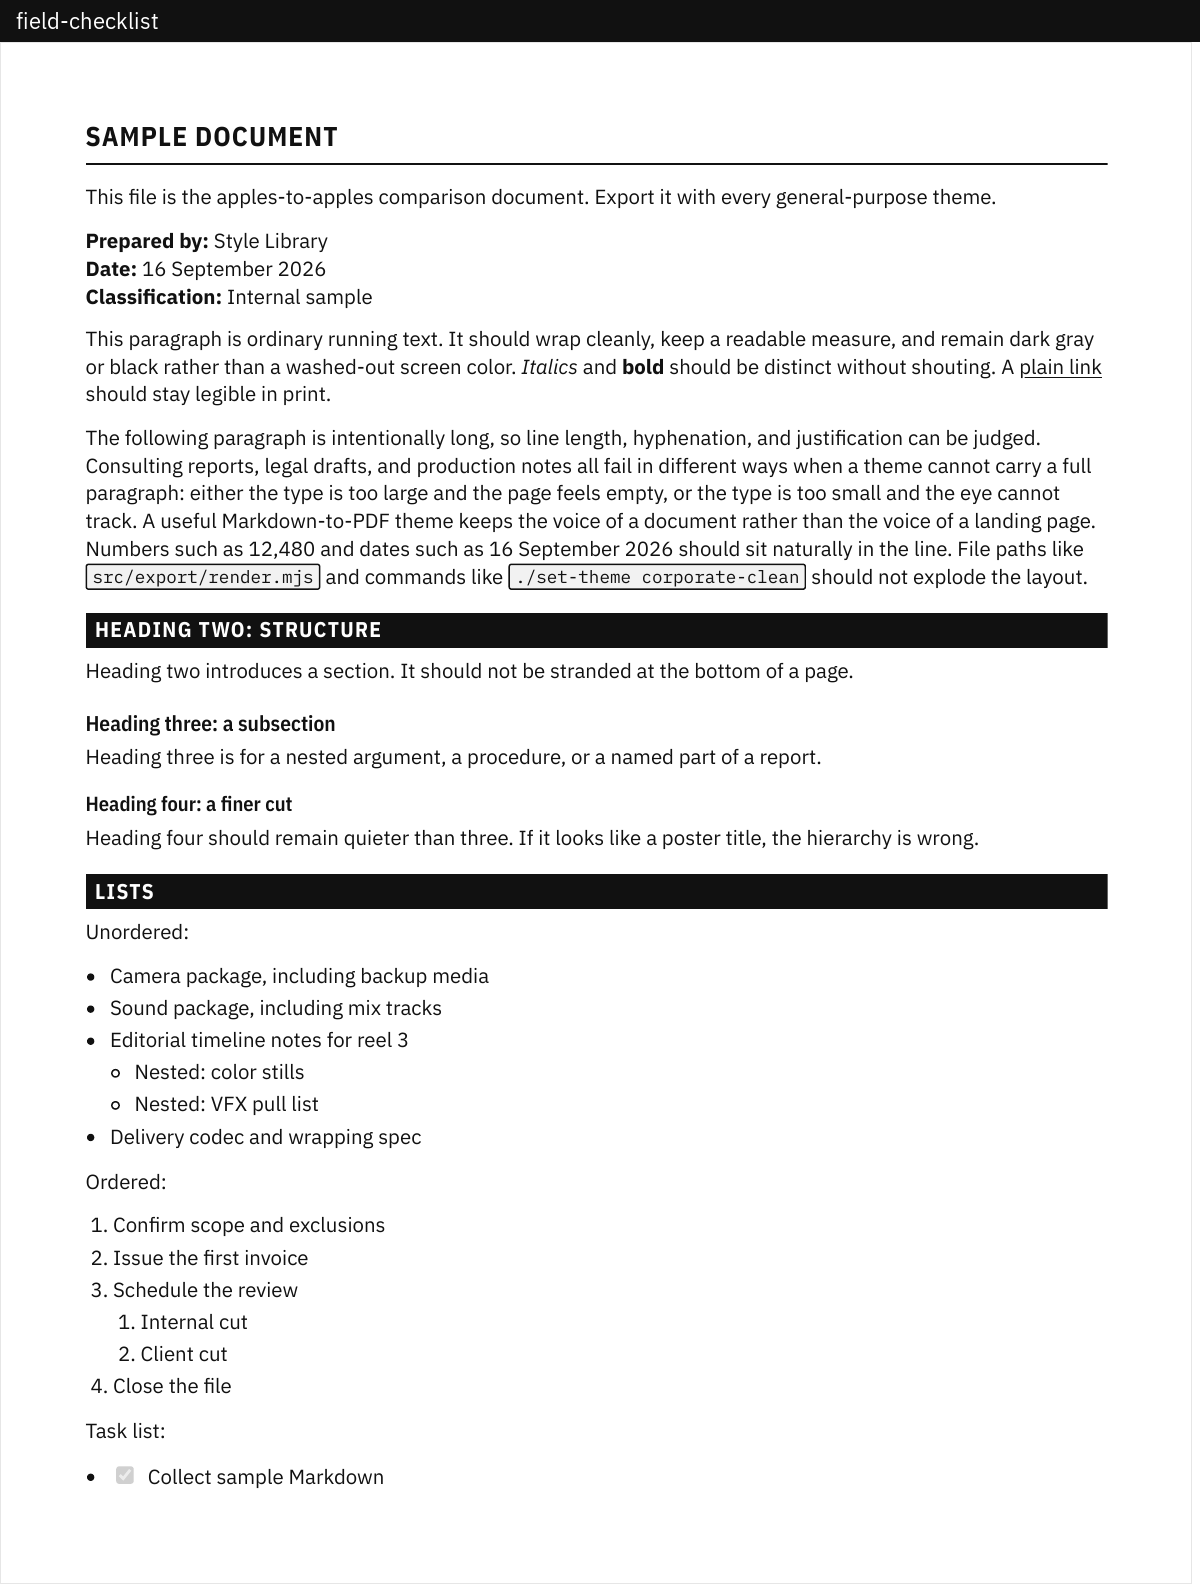 field-checklist
SAMPLE DOCUMENT
This file is the apples-to-apples comparison document. Export it with every general-purpose theme.
Prepared by: Style Library
Date: 16 September 2026
Classification: Internal sample
This paragraph is ordinary running text. It should wrap cleanly, keep a readable measure, and remain dark gray
or black rather than a washed-out screen color. Italics and bold should be distinct without shouting. A plain link
should stay legible in print.
The following paragraph is intentionally long, so line length, hyphenation, and justification can be judged.
Consulting reports, legal drafts, and production notes all fail in different ways when a theme cannot carry a full
paragraph: either the type is too large and the page feels empty, or the type is too small and the eye cannot
track. A useful Markdown-to-PDF theme keeps the voice of a document rather than the voice of a landing page.
Numbers such as 12,480 and dates such as 16 September 2026 should sit naturally in the line. File paths like
src/export/render.mjs and commands like ./set-theme corporate-clean should not explode the layout.
HEADING TWO: STRUCTURE
Heading two introduces a section. It should not be stranded at the bottom of a page.
Heading three: a subsection
Heading three is for a nested argument, a procedure, or a named part of a report.
Heading four: a finer cut
Heading four should remain quieter than three. If it looks like a poster title, the hierarchy is wrong.
LISTS
Unordered:
• Camera package, including backup media
• Sound package, including mix tracks
• Editorial timeline notes for reel 3
◦ Nested: color stills
◦ Nested: VFX pull list
• Delivery codec and wrapping spec
Ordered:
1. Confirm scope and exclusions
2. Issue the first invoice
3. Schedule the review
1. Internal cut
2. Client cut
4. Close the file
Task list:
• Collect sample Markdown